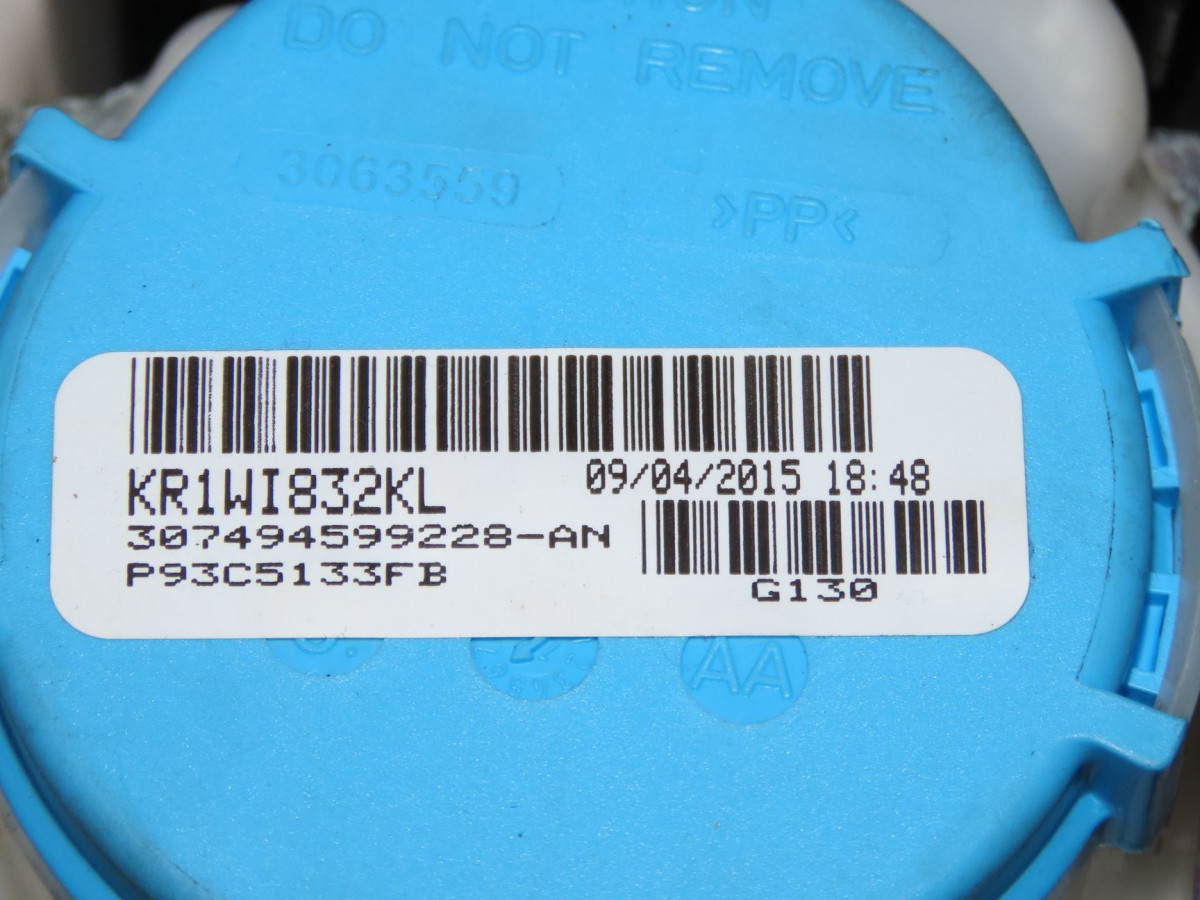 DO NOT REMOVE
3063559
>PP<
KR1WI832KL
09/04/2015 18:48
307494599228-AN
P93C5133FB
G130
AA